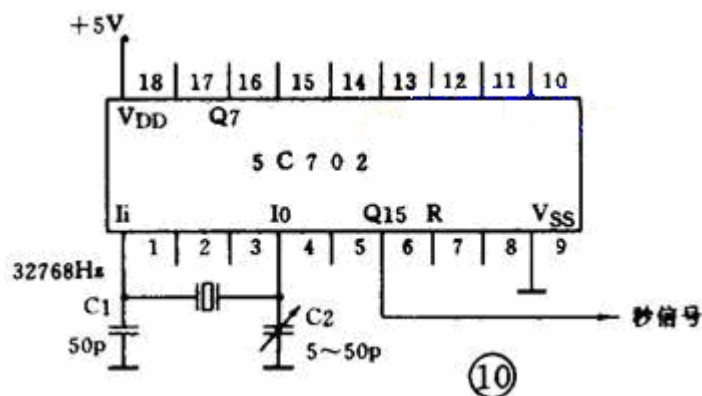 +5V
18 17 16 15 14 13 12 11 10
VDD Q7
5C702
Ii I0 Q15 R VSS
1 2 3 4 5 6 7 8 9
32768Hz
C1
50p
C2
5～50p
秒信号
⑩